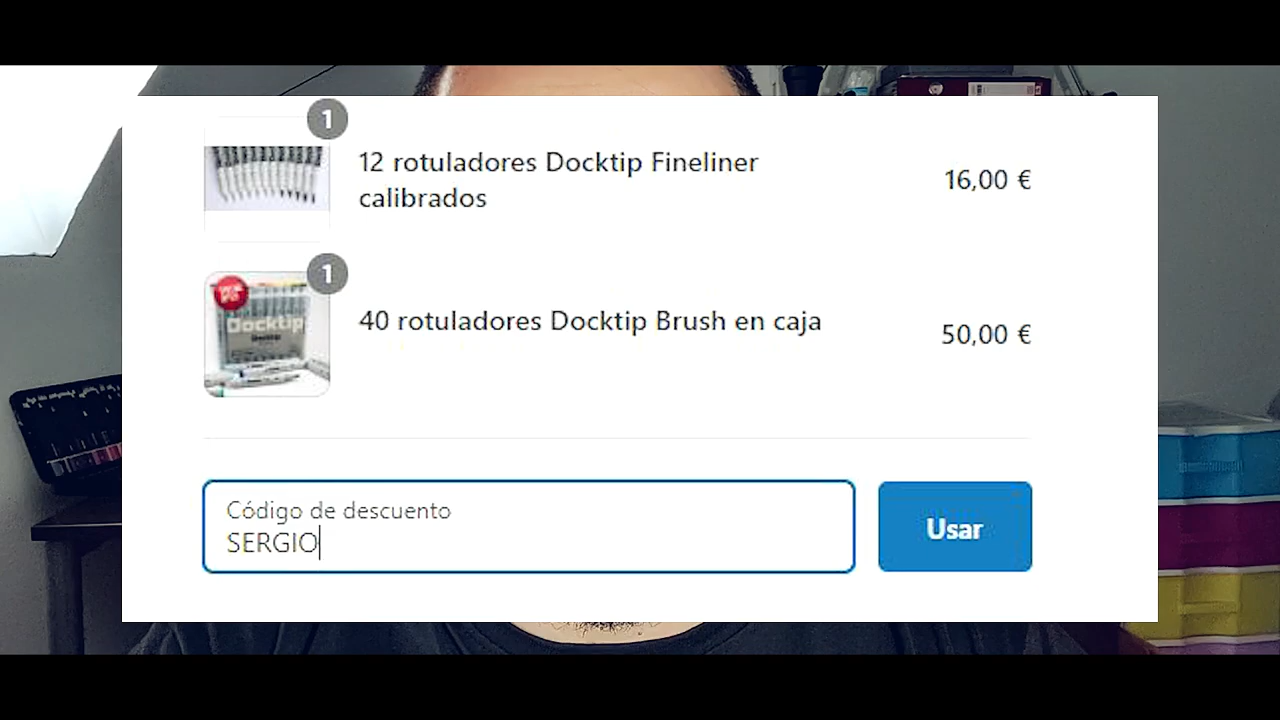 1
12 rotuladores Docktip Fineliner
calibrados
16,00 €
1
Docktip
40 rotuladores Docktip Brush en caja
50,00 €
Código de descuento
SERGIO
Usar